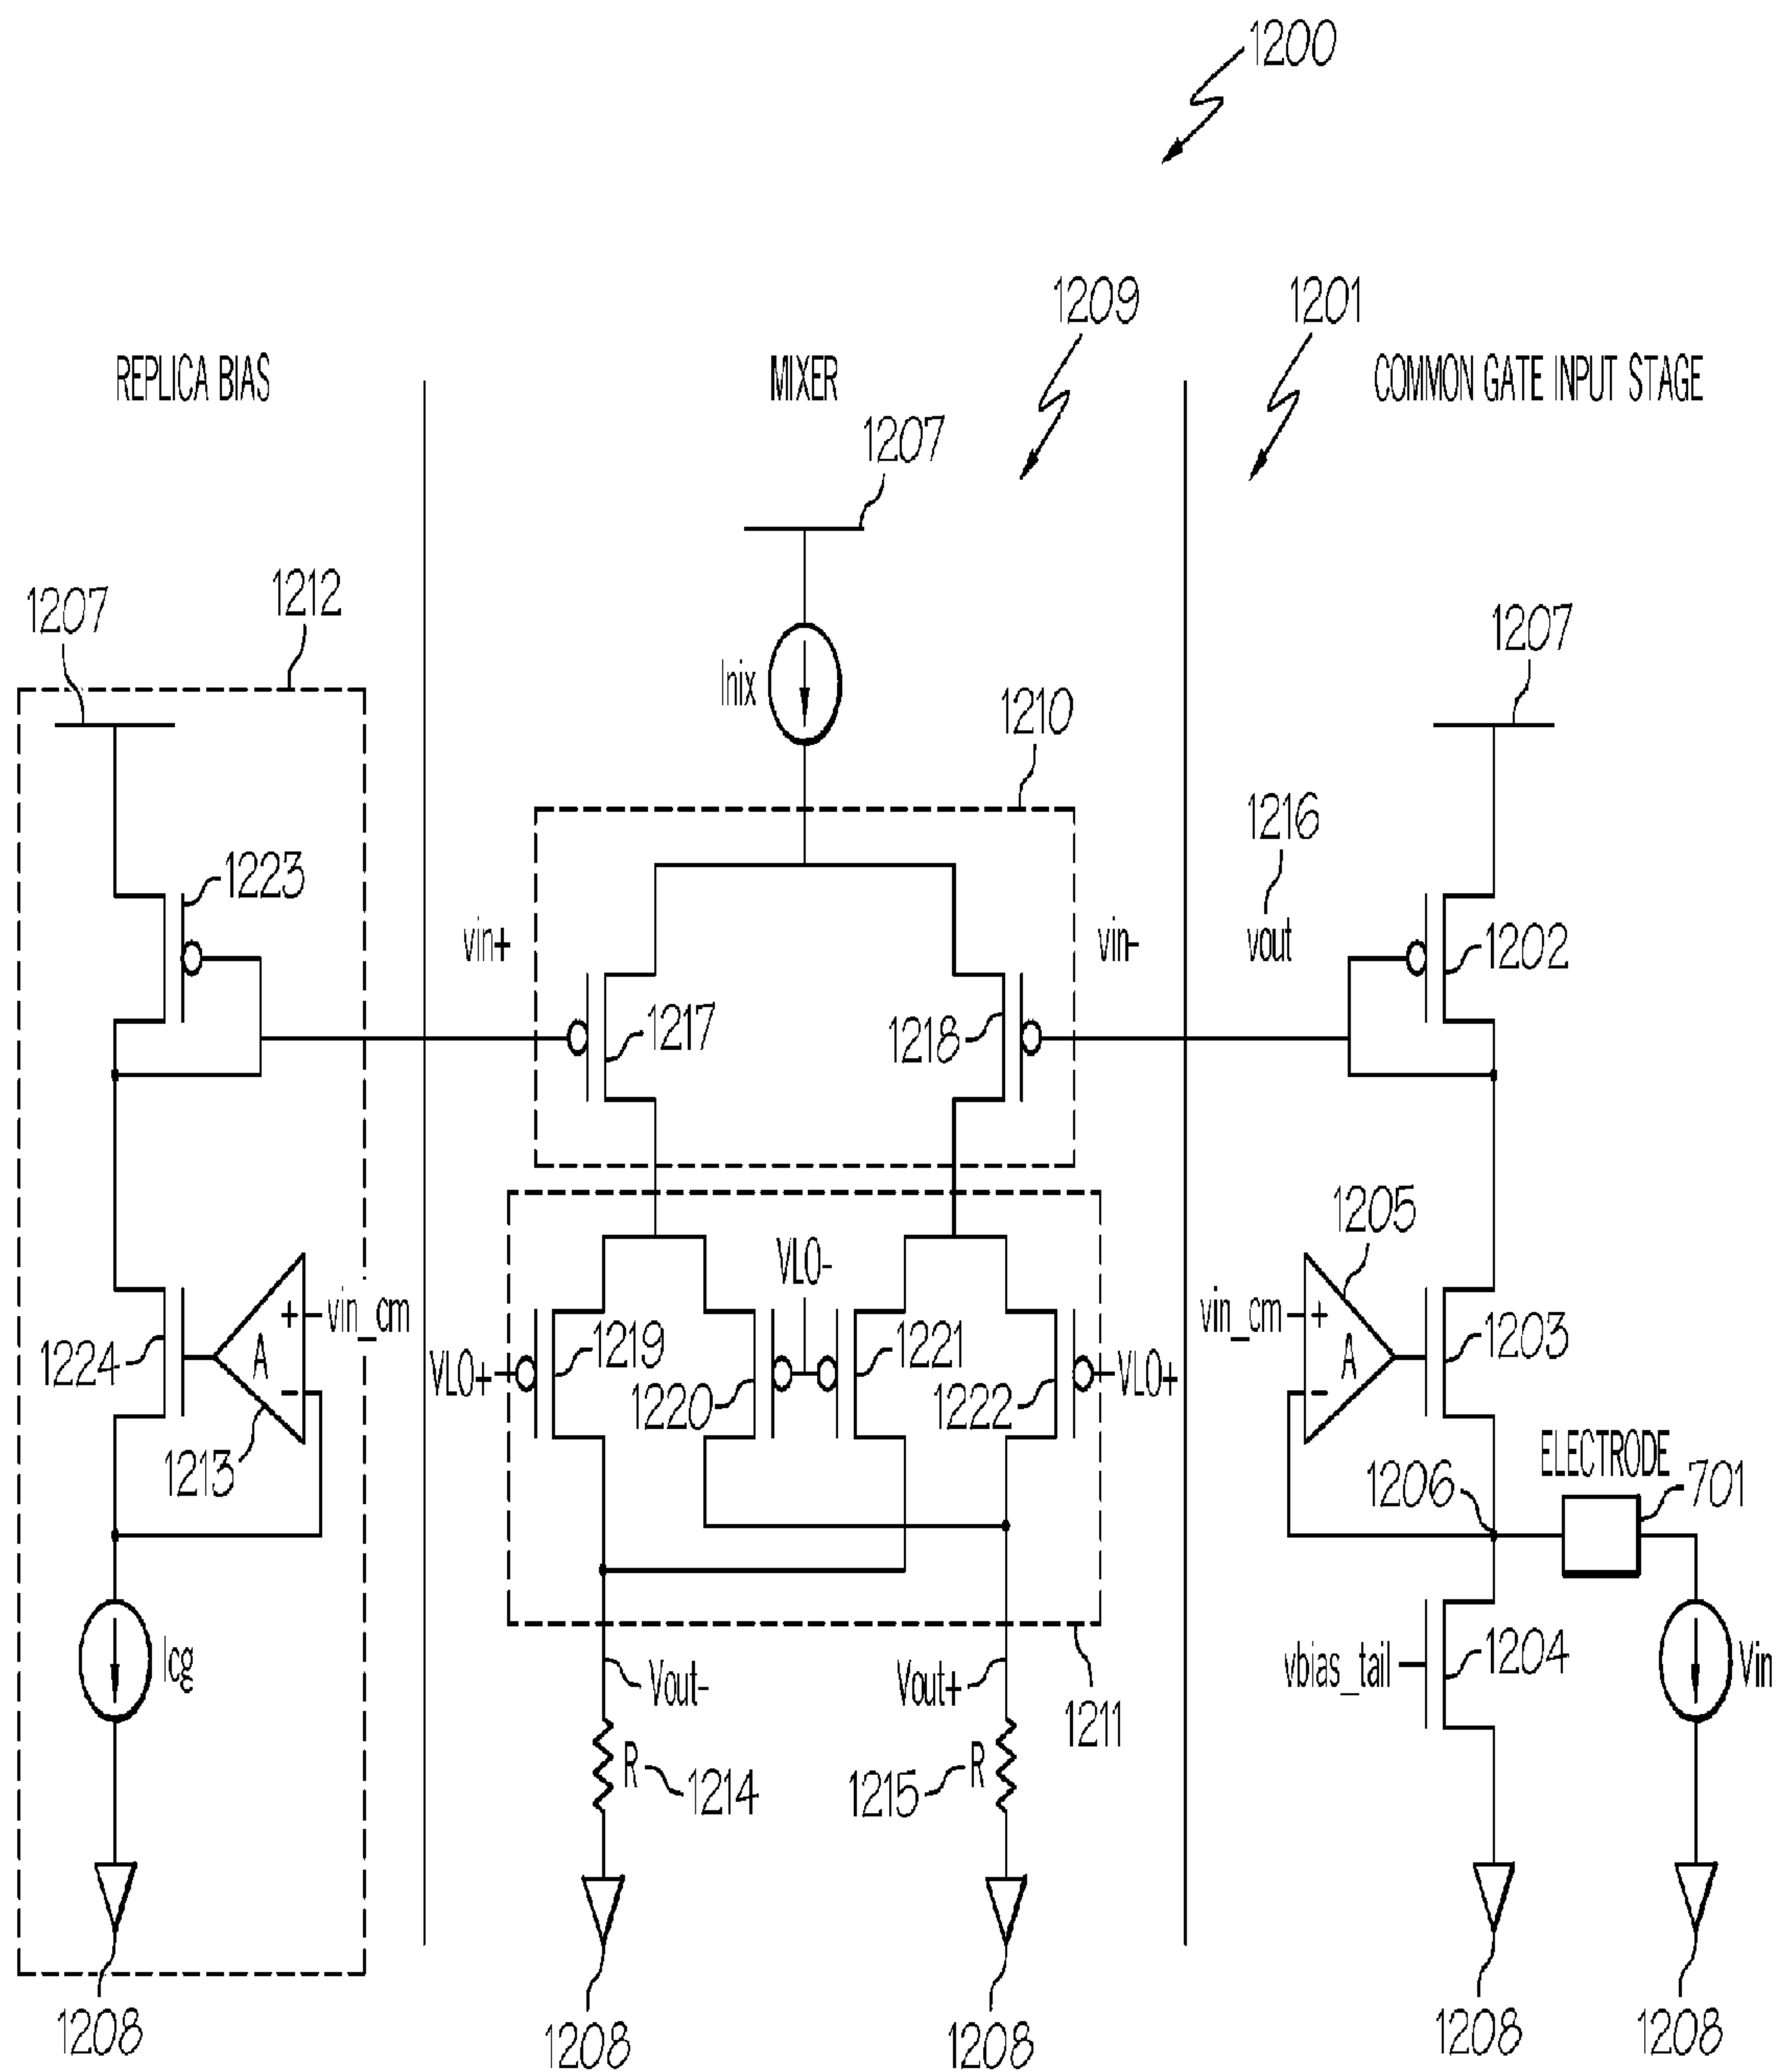 1200
1209
1201
REPLICA BIAS
MIXER
COMMON GATE INPUT STAGE
1207
1207
1212
1207
Inix
1210
1216
1223
vin+
vin-
vout
1202
1217
1218
1205
VLO-
vin_cm
vin_cm
+
+
A
A
-
-
1224
1219
1221
1203
VLO+
1220
1222
VLO+
1213
ELECTRODE
1206
701
Icg
Vout-
Vout+
vbias_tail
1204
Vin
1211
R
1214
1215
R
1208
1208
1208
1208
1208